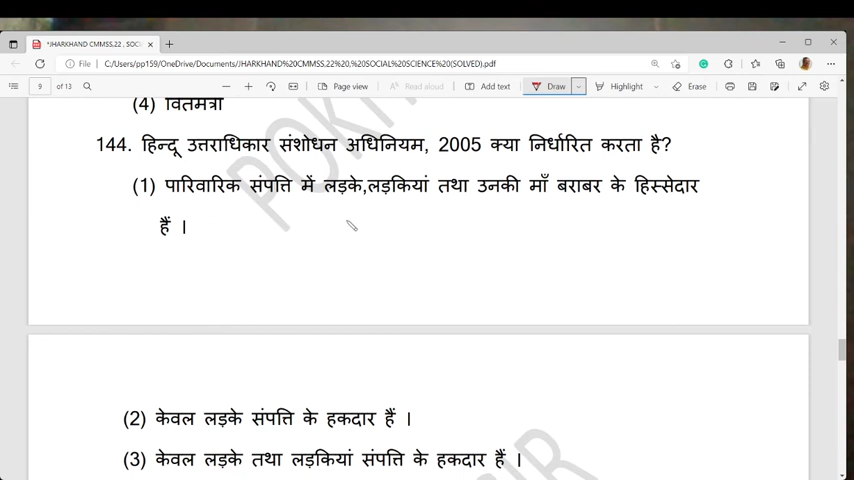 *JHARKHAND CMMSS,22 , SOCI
File
C:/Users/pp159/OneDrive/Documents/JHARKHAND%20CMMSS,22%20.%20SOCIAL%20SCIENCE%20(SOLVED).pdf
9 of 13
Page view
Read aloud
Add text
Draw
Highlight
Erase
(4) वितमंत्री
144. हिन्दू उत्तराधिकार संशोधन अधिनियम, 2005 क्या निर्धारित करता है?
(1) पारिवारिक संपत्ति में लड़के,लड़कियां तथा उनकी माँ बराबर के हिस्सेदार
हैं ।
(2) केवल लड़के संपत्ति के हकदार हैं ।
(3) केवल लड़के तथा लड़कियां संपत्ति के हकदार हैं ।